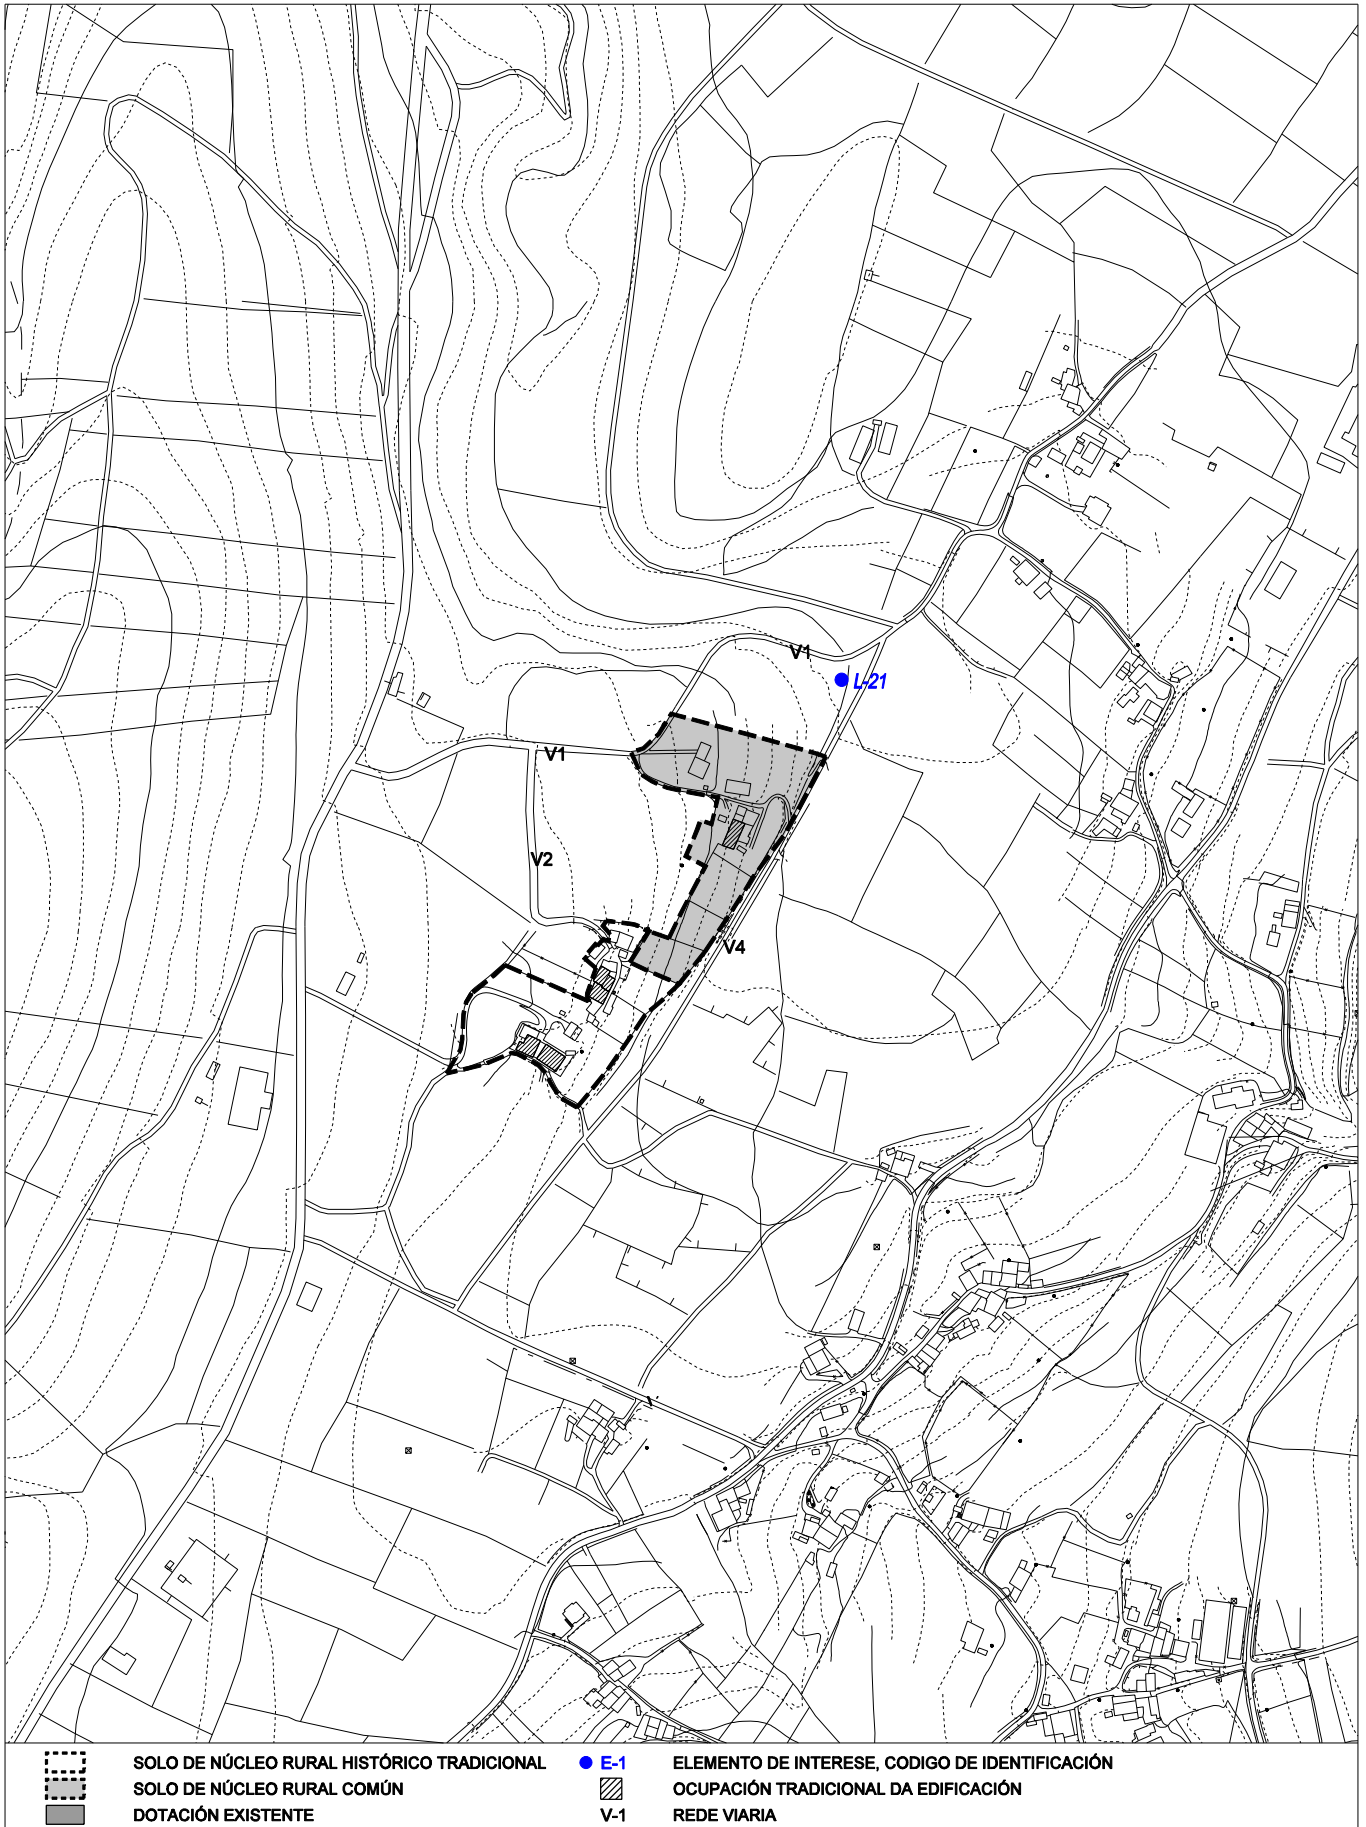 V1
L-21
V1
V2
V4
SOLO DE NÚCLEO RURAL HISTÓRICO TRADICIONAL
E-1 ELEMENTO DE INTERESE, CODIGO DE IDENTIFICACIÓN
SOLO DE NÚCLEO RURAL COMÚN
OCUPACIÓN TRADICIONAL DA EDIFICACIÓN
DOTACIÓN EXISTENTE
V-1 REDE VIARIA